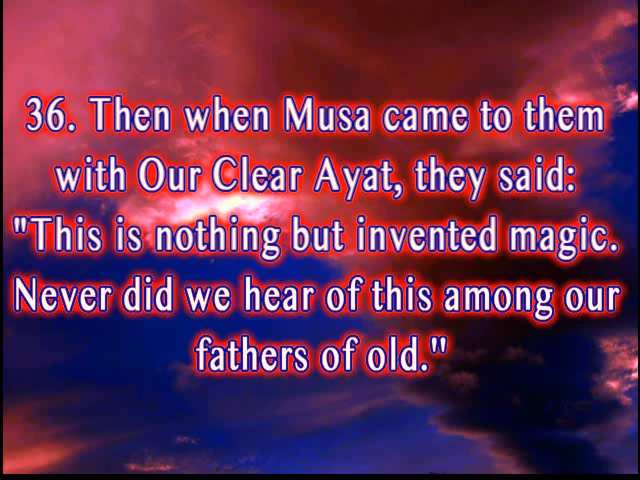 36. Then when Musa came to them
with Our Clear Ayat, they said:
"This is nothing but invented magic.
Never did we hear of this among our
fathers of old."